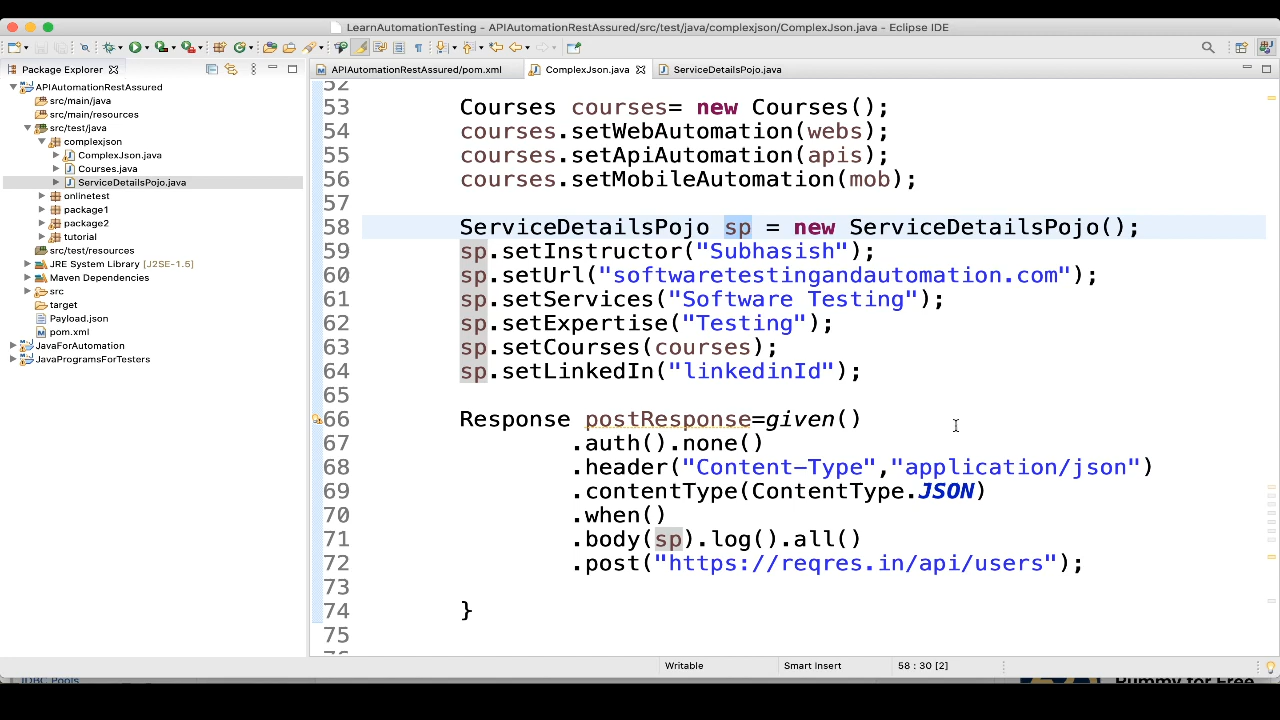 LearnAutomationTesting - APIAutomationRestAssured/src/test/java/complexjson/ComplexJson.java - Eclipse IDE
Package Explorer
APIAutomationRestAssured/pom.xml
ComplexJson.java
ServiceDetailsPojo.java
APIAutomationRestAssured
src/main/java
src/main/resources
src/test/java
complexjson
ComplexJson.java
Courses.java
ServiceDetailsPojo.java
onlinetest
package1
package2
tutorial
src/test/resources
JRE System Library [J2SE-1.5]
Maven Dependencies
src
target
Payload.json
pom.xml
JavaForAutomation
JavaProgramsForTesters
52
53 Courses courses= new Courses();
54 courses.setWebAutomation(webs);
55 courses.setApiAutomation(apis);
56 courses.setMobileAutomation(mob);
57
58 ServiceDetailsPojo sp = new ServiceDetailsPojo();
59 sp.setInstructor("Subhasish");
60 sp.setUrl("softwaretestingandautomation.com");
61 sp.setServices("Software Testing");
62 sp.setExpertise("Testing");
63 sp.setCourses(courses);
64 sp.setLinkedIn("linkedinId");
65
66 Response postResponse=given()
67 .auth().none()
68 .header("Content-Type","application/json")
69 .contentType(ContentType.JSON)
70 .when()
71 .body(sp).log().all()
72 .post("https://reqres.in/api/users");
73
74 }
75
Writable
Smart Insert
58 : 30 [2]
JDBC Pools
Rummy for Free